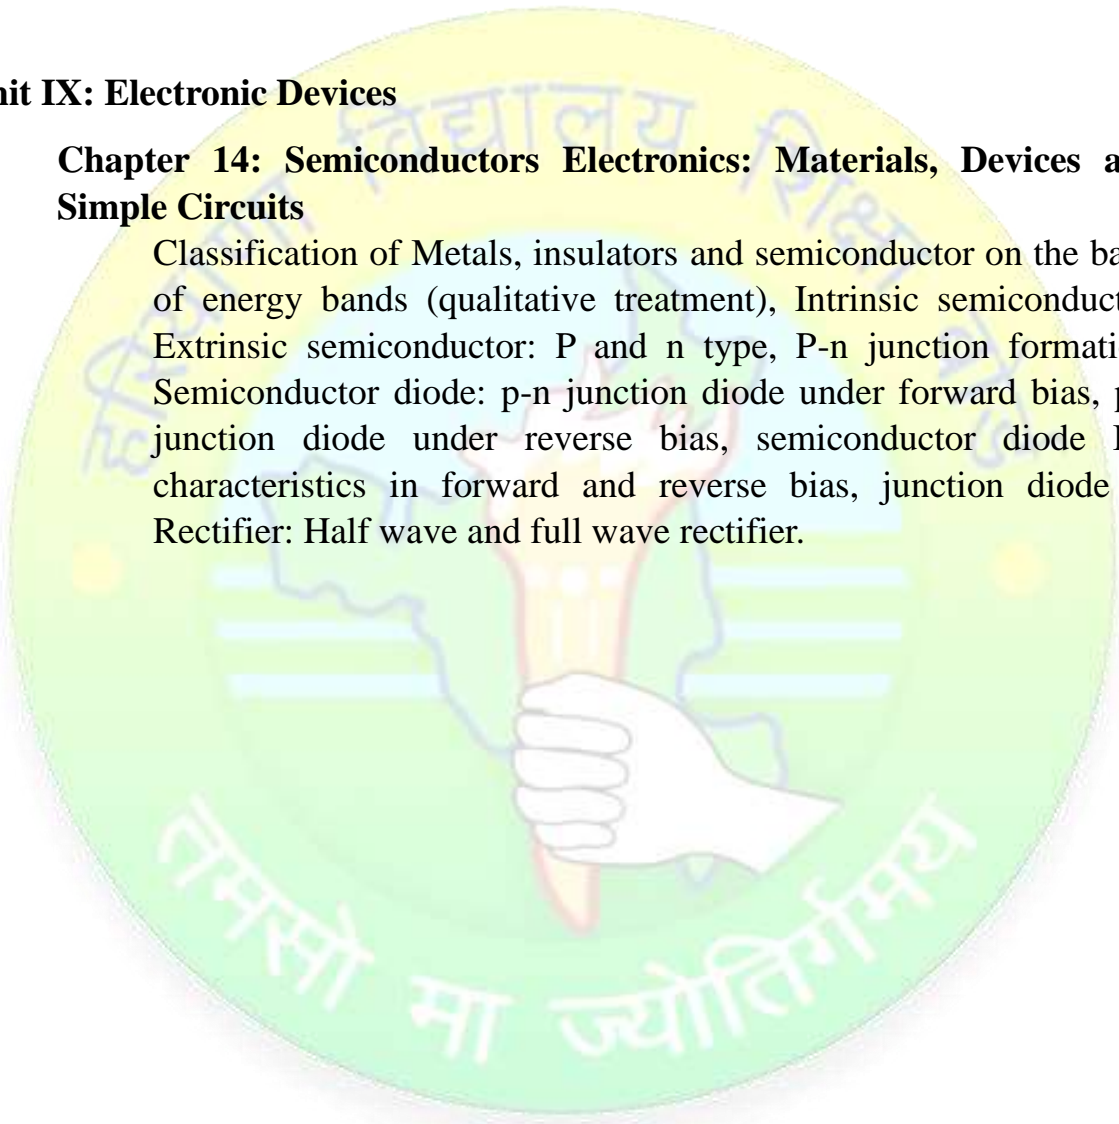 nit IX: Electronic Devices
Chapter 14: Semiconductors Electronics: Materials, Devices a
Simple Circuits
Classification of Metals, insulators and semiconductor on the ba
of energy bands (qualitative treatment), Intrinsic semiconduct
Extrinsic semiconductor: P and n type, P-n junction formati
Semiconductor diode: p-n junction diode under forward bias, p
junction diode under reverse bias, semiconductor diode I
characteristics in forward and reverse bias, junction diode
Rectifier: Half wave and full wave rectifier.
हरियाणा विद्यालय शिक्षा बोर्ड
तमसो मा ज्योतिर्गमय